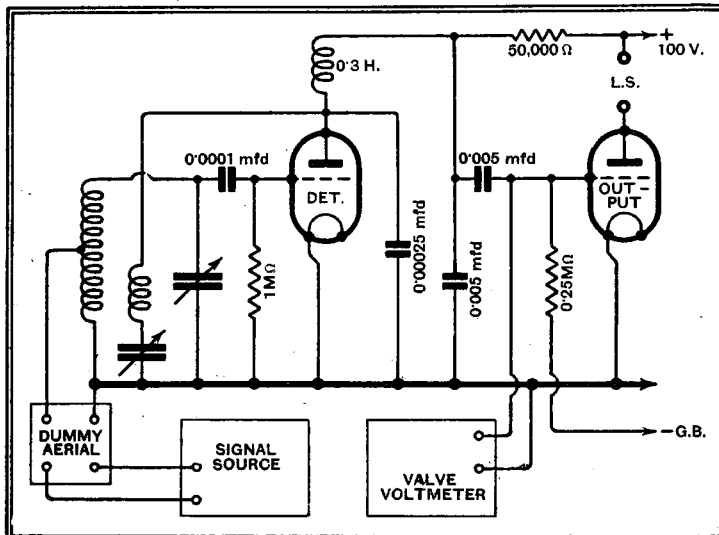 0·3 H.
50,000 Ω
+
100 V.
L.S.
0·0001 mfd
DET.
0·005 mfd
OUT-
PUT
1MΩ
0·00025 mfd
0·005 mfd
0·25MΩ
DUMMY
AERIAL
SIGNAL
SOURCE
VALVE
VOLTMETER
– G.B.